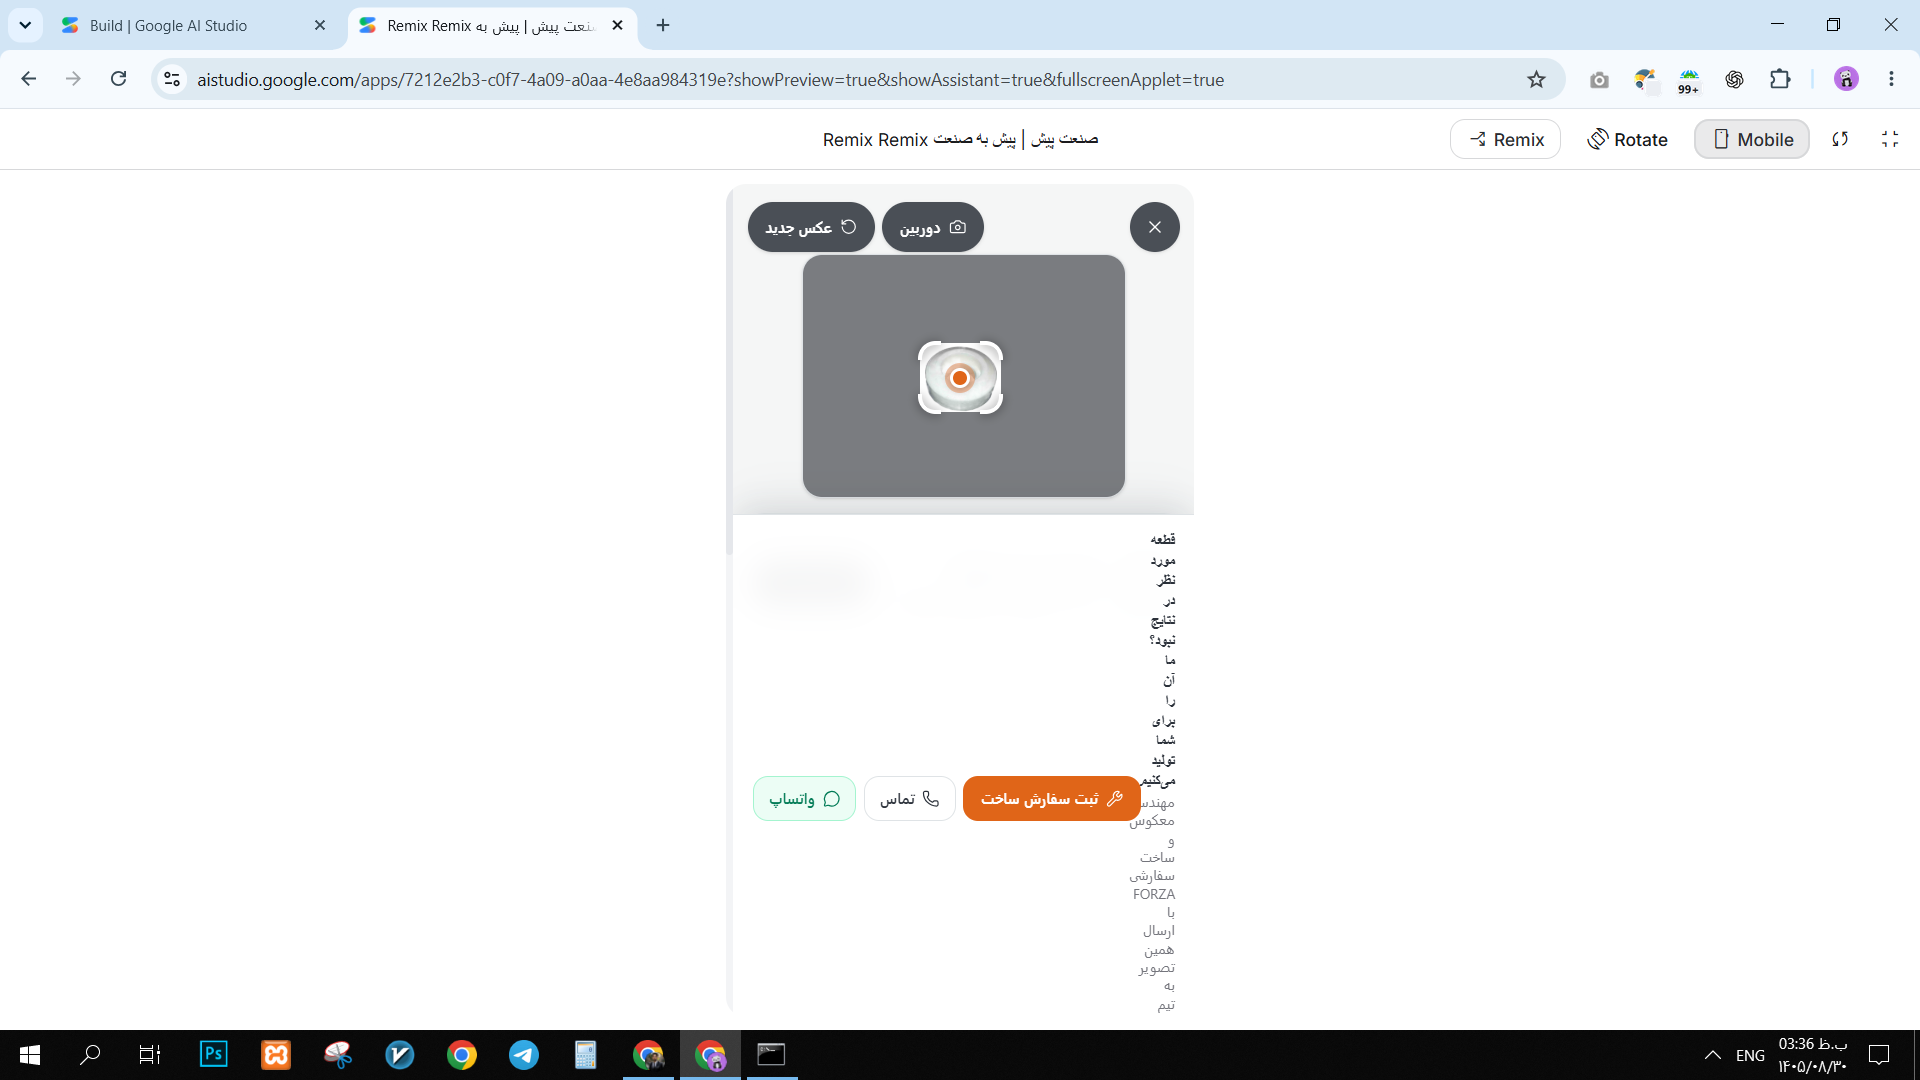 Build | Google AI Studio
Remix Remix صنعت پیش | پیش به
aistudio.google.com/apps/7212e2b3-c0f7-4a09-a0aa-4e8aa984319e?showPreview=true&showAssistant=true&fullscreenApplet=true
99+
Remix Remix صنعت پیش | پیش به صنعت
Remix
Rotate
Mobile
عکس جدید
دوربین
قطعه
مورد
نظر
در
نتایج
نبود؟
ما
آن
را
برای
شما
تولید
می‌کنیم
ثبت سفارش ساخت
تماس
واتساپ
معکوس
و
ساخت
سفارشی
FORZA
با
ارسال
همین
تصویر
به
تیم
Ps
ENG
03:36 ب.ظ
۱۴۰۵/۰۸/۳۰